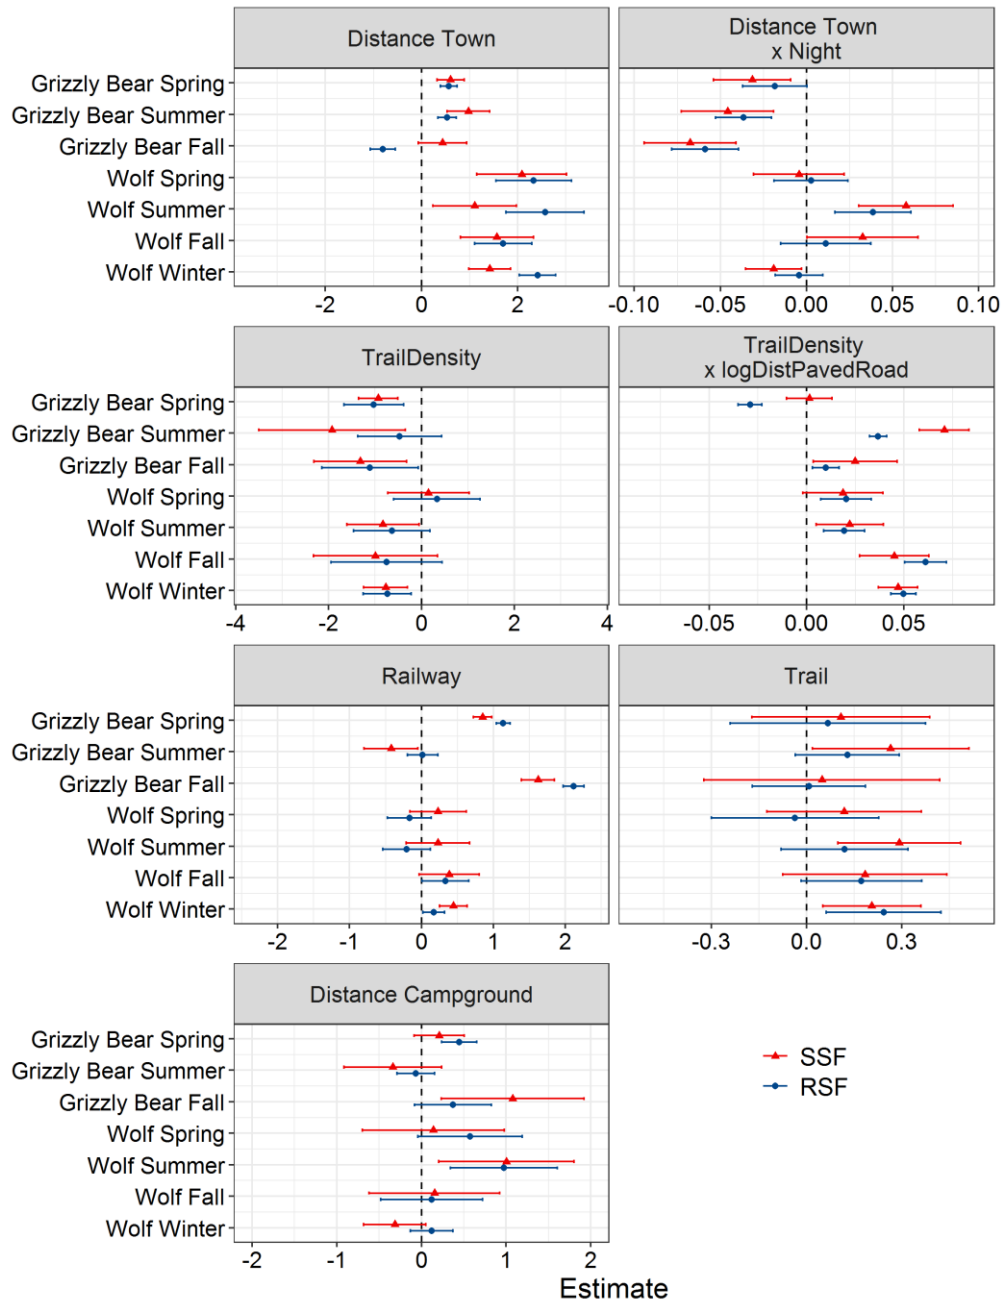 Distance Town
Distance Town
x Night
Grizzly Bear Spring
Grizzly Bear Summer
Grizzly Bear Fall
Wolf Spring
Wolf Summer
Wolf Fall
Wolf Winter
-2 0 2
-0.10 -0.05 0.00 0.05 0.10
TrailDensity
TrailDensity
x logDistPavedRoad
Grizzly Bear Spring
Grizzly Bear Summer
Grizzly Bear Fall
Wolf Spring
Wolf Summer
Wolf Fall
Wolf Winter
-4 -2 0 2 4
-0.05 0.00 0.05
Railway
Trail
Grizzly Bear Spring
Grizzly Bear Summer
Grizzly Bear Fall
Wolf Spring
Wolf Summer
Wolf Fall
Wolf Winter
-2 -1 0 1 2
-0.3 0.0 0.3
Distance Campground
Grizzly Bear Spring
Grizzly Bear Summer
Grizzly Bear Fall
Wolf Spring
Wolf Summer
Wolf Fall
Wolf Winter
-2 -1 0 1 2
SSF
RSF
Estimate